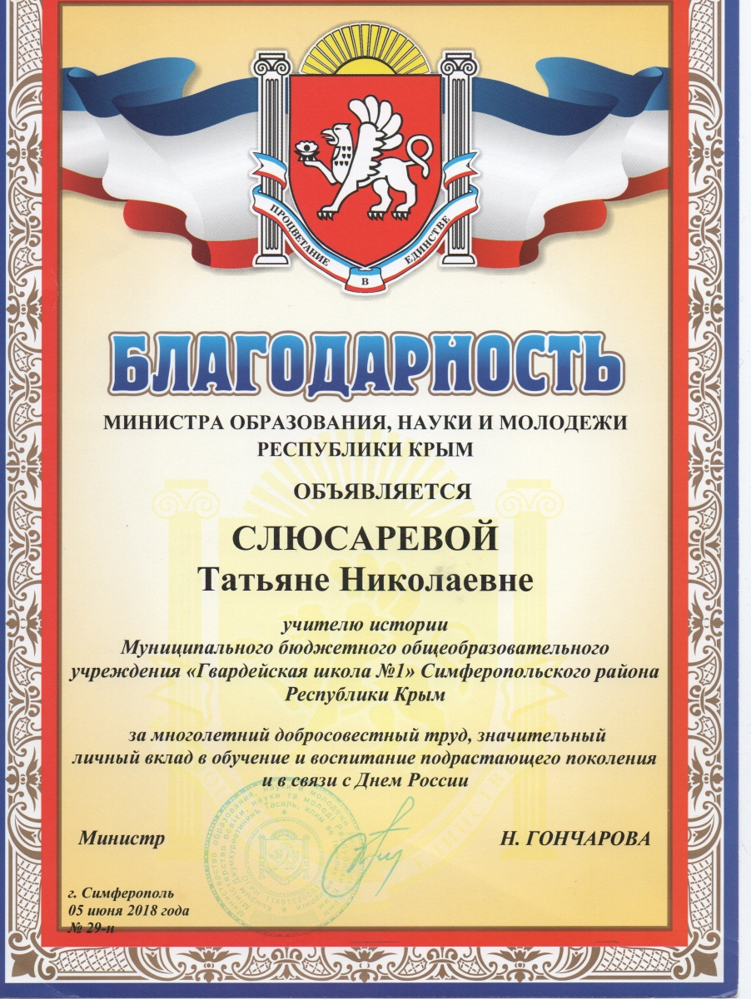 ПРОЦВЕТАНИЕ В ЕДИНСТВЕ
БЛАГОДАРНОСТЬ
МИНИСТРА ОБРАЗОВАНИЯ, НАУКИ И МОЛОДЕЖИ
РЕСПУБЛИКИ КРЫМ
ОБЪЯВЛЯЕТСЯ
СЛЮСАРЕВОЙ
Татьяне Николаевне
учителю истории
Муниципального бюджетного общеобразовательного
учреждения «Гвардейская школа №1» Симферопольского района
Республики Крым
за многолетний добросовестный труд, значительный
личный вклад в обучение и воспитание подрастающего поколения
и в связи с Днем России
Министр Н. ГОНЧАРОВА
г. Симферополь
05 июня 2018 года
№ 29-н